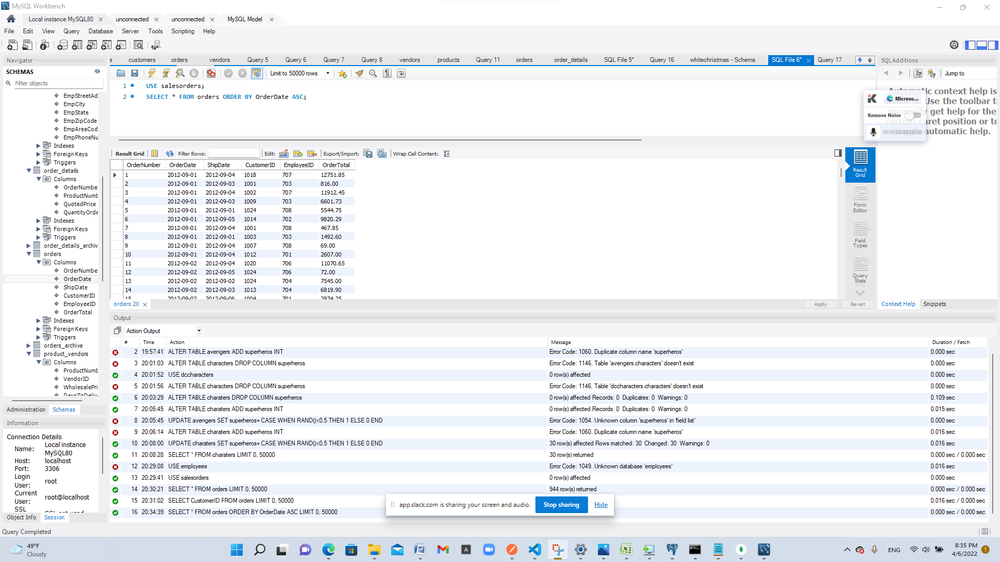 MySQL Workbench
Local instance MySQL80
unconnected
unconnected
MySQL Model
File Edit View Query Database Server Tools Scripting Help
Navigator
SCHEMAS
Filter objects
EmpStreetAd
EmpCity
EmpState
EmpZipCode
EmpAreaCod
EmpPhoneNu
Indexes
Foreign Keys
Triggers
order_details
Columns
OrderNumbe
ProductNumb
QuotedPrice
QuantityOrde
Indexes
Foreign Keys
Triggers
order_details_archiv
orders
Columns
OrderNumbe
OrderDate
ShipDate
CustomerID
EmployeeID
OrderTotal
Indexes
Foreign Keys
Triggers
orders_archive
product_vendors
Columns
ProductNumb
VendorID
WholesalePri
DaysToDeliv
Administration Schemas
Information
Connection Details
Name: Local instance MySQL80
Host: localhost
Port: 3306
Login User: root
Current User: root@localhost
SSL
Object Info Session
s customers orders vendors Query 5 Query 6 Query 7 Query 8 vendors products Query 11 orders order_details SQL File 5* Query 16 whitechristmas - Schema SQL File 6* Query 17
Limit to 50000 rows
1 USE salesorders;
2 SELECT * FROM orders ORDER BY OrderDate ASC;
Result Grid Filter Rows: Edit: Export/Import: Wrap Cell Content:
OrderNumber OrderDate ShipDate CustomerID EmployeeID OrderTotal
1 2012-09-01 2012-09-04 1018 707 12751.85
2 2012-09-01 2012-09-03 1001 703 816.00
3 2012-09-01 2012-09-04 1002 707 11912.45
4 2012-09-01 2012-09-03 1009 703 6601.73
5 2012-09-01 2012-09-01 1024 708 5544.75
6 2012-09-01 2012-09-05 1014 702 9820.29
7 2012-09-01 2012-09-04 1001 708 467.85
8 2012-09-01 2012-09-01 1003 703 1492.60
9 2012-09-01 2012-09-04 1007 708 69.00
10 2012-09-01 2012-09-04 1012 701 2607.00
11 2012-09-02 2012-09-04 1020 706 11070.65
12 2012-09-02 2012-09-05 1024 706 72.00
13 2012-09-02 2012-09-02 1024 704 7545.00
14 2012-09-02 2012-09-03 1013 704 6819.90
15 2012-09-02 2012-09-06 1004 701 2974.25
Result Grid
Form Editor
Field Types
Query Stats
orders 20 Apply Revert
SQLAdditions
Jump to
Automatic context help is
Use the toolbar t
get help for the
caret position or to
toggle automatic help.
Microso...
Remove Noise
Context Help Snippets
Output
Action Output
# Time Action Message Duration / Fetch
2 19:57:41 ALTER TABLE avengers ADD superheros INT Error Code: 1060. Duplicate column name 'superheros' 0.000 sec
3 20:01:03 ALTER TABLE characters DROP COLUMN superheros Error Code: 1146. Table 'avengers.characters' doesn't exist 0.000 sec
4 20:01:52 USE dccharacters 0 row(s) affected 0.000 sec
5 20:01:56 ALTER TABLE characters DROP COLUMN superheros Error Code: 1146. Table 'dccharacters.characters' doesn't exist 0.000 sec
6 20:03:29 ALTER TABLE charaters DROP COLUMN superheros 0 row(s) affected Records: 0 Duplicates: 0 Warnings: 0 0.109 sec
7 20:05:45 ALTER TABLE charaters ADD superheros INT 0 row(s) affected Records: 0 Duplicates: 0 Warnings: 0 0.015 sec
8 20:05:45 UPDATE avengers SET superheros= CASE WHEN RAND()<0.5 THEN 1 ELSE 0 END Error Code: 1054. Unknown column 'superheros' in 'field list' 0.000 sec
9 20:06:14 ALTER TABLE charaters ADD superheros INT Error Code: 1060. Duplicate column name 'superheros' 0.016 sec
10 20:08:00 UPDATE charaters SET superheros= CASE WHEN RAND()<0.5 THEN 1 ELSE 0 END 30 row(s) affected Rows matched: 30 Changed: 30 Warnings: 0 0.016 sec
11 20:08:28 SELECT * FROM charaters LIMIT 0, 50000 30 row(s) returned 0.000 sec / 0.000 sec
12 20:29:08 USE employees Error Code: 1049. Unknown database 'employees' 0.016 sec
13 20:29:41 USE salesorders 0 row(s) affected 0.000 sec
14 20:30:21 SELECT * FROM orders LIMIT 0, 50000 944 row(s) returned 0.000 sec / 0.000 sec
15 20:31:02 SELECT CustomerID FROM orders LIMIT 0, 50000 0.016 sec / 0.000 sec
16 20:34:39 SELECT * FROM orders ORDER BY OrderDate ASC LIMIT 0, 50000 0.000 sec / 0.000 sec
app.slack.com is sharing your screen and audio. Stop sharing Hide
Query Completed
49°F
Cloudy
ENG
8:35 PM
4/6/2022
1